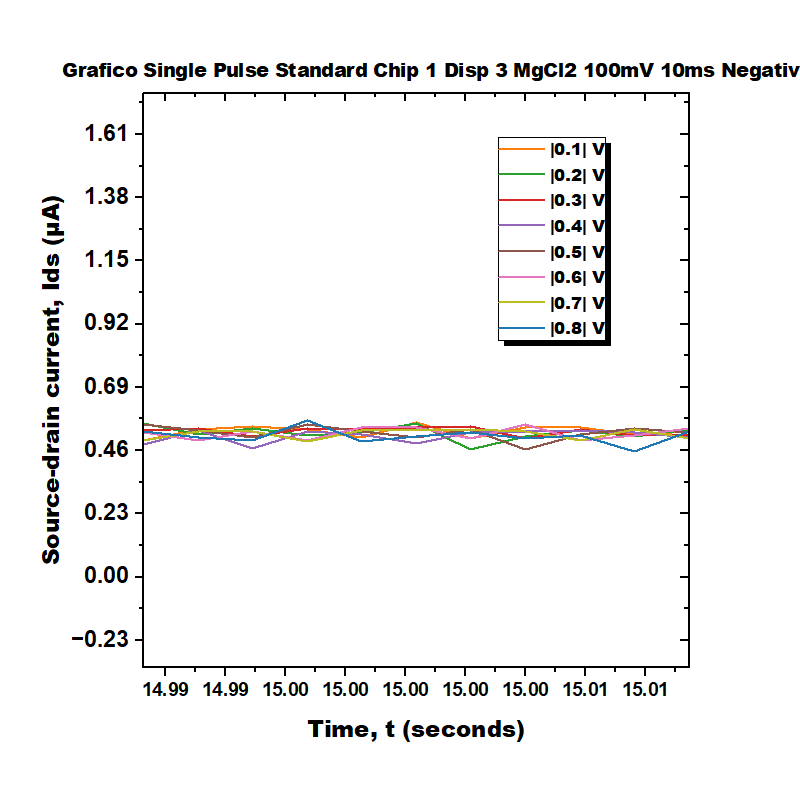 Grafico Single Pulse Standard Chip 1 Disp 3 MgCl2 100mV 10ms Negativ
1.61
1.38
1.15
0.92
0.69
0.46
0.23
0.00
−0.23
Source-drain current, Ids (µA)
|0.1| V
|0.2| V
|0.3| V
|0.4| V
|0.5| V
|0.6| V
|0.7| V
|0.8| V
14.99 14.99 15.00 15.00 15.00 15.00 15.00 15.01 15.01
Time, t (seconds)